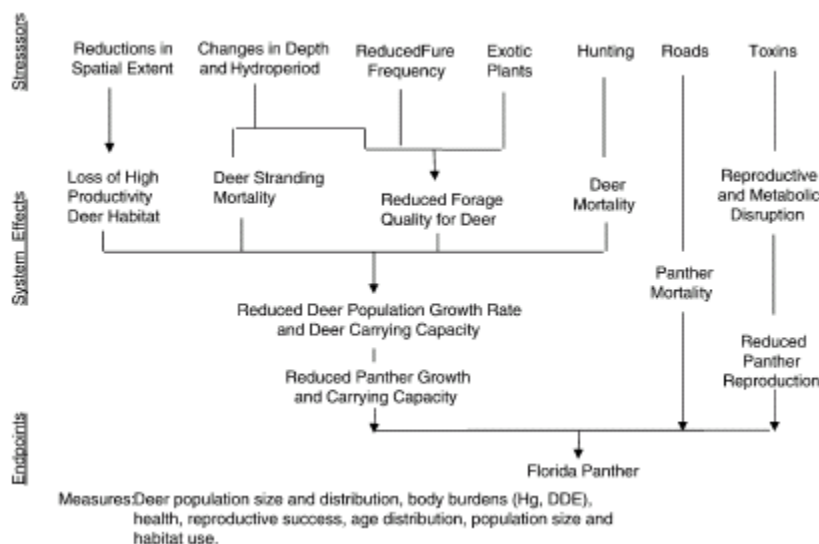 Stresssors
Reductions in
Spatial Extent
Changes in Depth
and Hydroperiod
ReducedFure
Frequency
Exotic
Plants
Hunting
Roads
Toxins
System Effects
Loss of High
Productivity
Deer Habitat
Deer Stranding
Mortality
Reduced Forage
Quality for Deer
Deer
Mortality
Reproductive
and Metabolic
Disruption
Panther
Mortality
Reduced Deer Population Growth Rate
and Deer Carrying Capacity
Reduced Panther Growth
and Carrying Capacity
Reduced
Panther
Reproduction
Endpoints
Florida Panther
Measures:Deer population size and distribution, body burdens (Hg, DDE),
health, reproductive success, age distribution, population size and
habitat use.